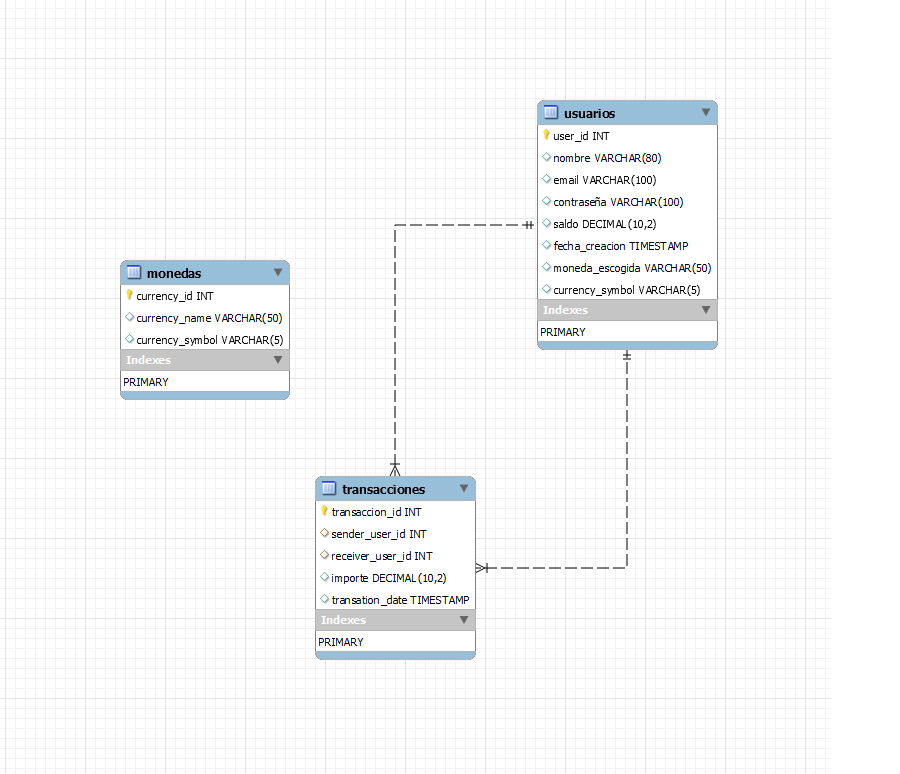 usuarios
user_id INT
nombre VARCHAR(80)
email VARCHAR(100)
contraseña VARCHAR(100)
saldo DECIMAL(10,2)
fecha_creacion TIMESTAMP
moneda_escogida VARCHAR(50)
currency_symbol VARCHAR(5)
Indexes
PRIMARY
monedas
currency_id INT
currency_name VARCHAR(50)
currency_symbol VARCHAR(5)
Indexes
PRIMARY
transacciones
transaccion_id INT
sender_user_id INT
receiver_user_id INT
importe DECIMAL(10,2)
transation_date TIMESTAMP
Indexes
PRIMARY